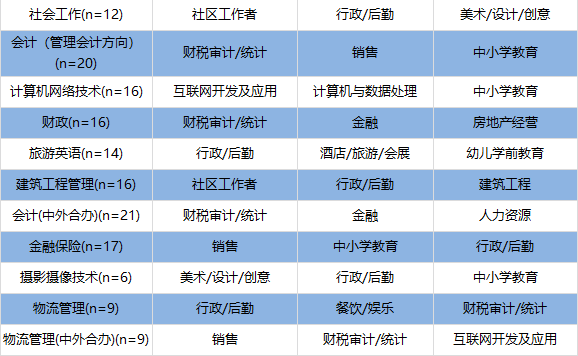 社会工作(n=12) 社区工作者 行政/后勤 美术/设计/创意
会计（管理会计方向）
(n=20) 财税审计/统计 销售 中小学教育
计算机网络技术(n=16) 互联网开发及应用 计算机与数据处理 中小学教育
财政(n=16) 财税审计/统计 金融 房地产经营
旅游英语(n=14) 行政/后勤 酒店/旅游/会展 幼儿学前教育
建筑工程管理(n=16) 社区工作者 行政/后勤 建筑工程
会计(中外合办)(n=21) 财税审计/统计 金融 人力资源
金融保险(n=17) 销售 中小学教育 行政/后勤
摄影摄像技术(n=6) 美术/设计/创意 行政/后勤 中小学教育
物流管理(n=9) 行政/后勤 餐饮/娱乐 财税审计/统计
物流管理(中外合办)(n=9) 销售 财税审计/统计 互联网开发及应用